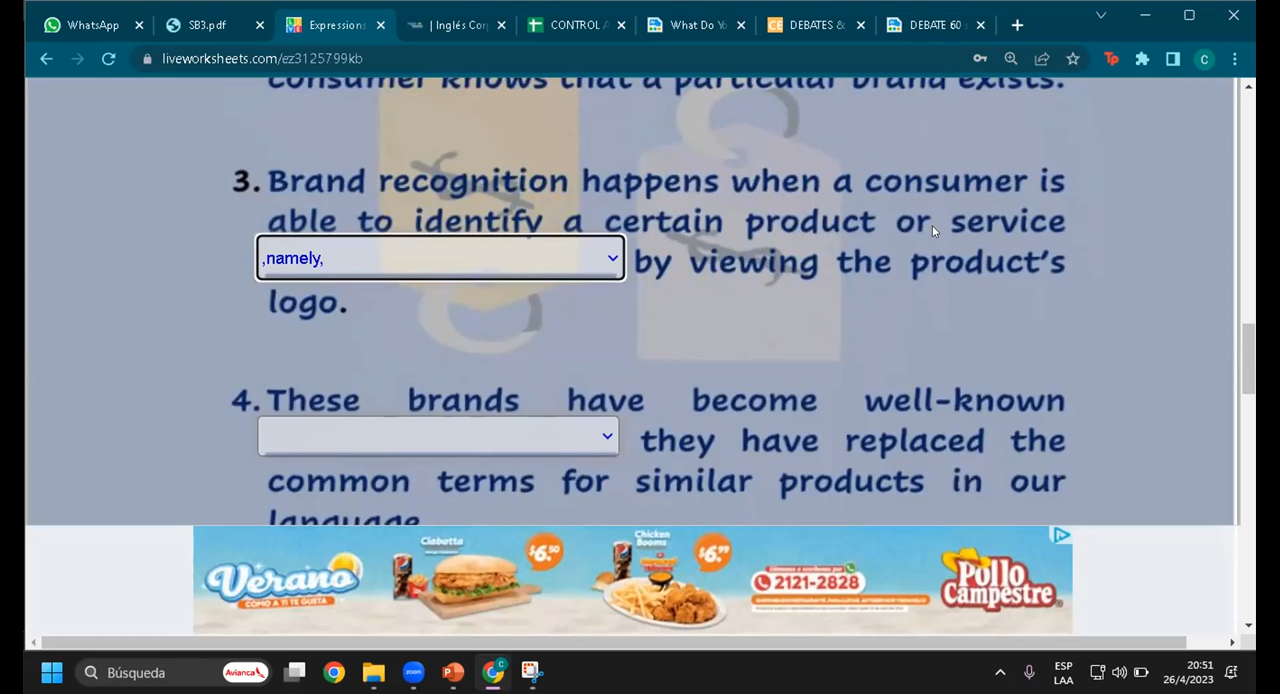 WhatsApp
SB3.pdf
Expressions
| Inglés Cor
CONTROL A
What Do Yo
DEBATES &
DEBATE 60
liveworksheets.com/ez3125799kb
consumer knows that a particular brand exists.
3. Brand recognition happens when a consumer is
able to identify a certain product or service
,namely, by viewing the product's
logo.
4. These brands have become well-known
they have replaced the
common terms for similar products in our
language
Verano
COMO A TI TE GUSTA
Ciabatta
$6.50
Chicken
Booms
$6.99
2121-2828
Pollo
Campestre
Búsqueda
Avianca
zoom
ESP
LAA
20:51
26/4/2023